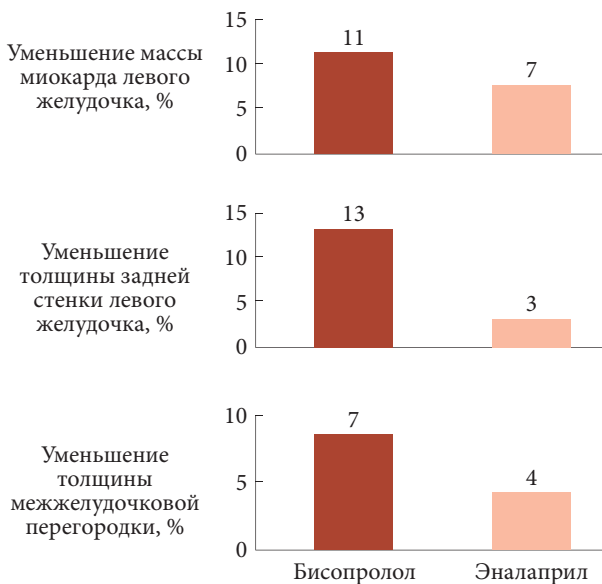 Уменьшение массы
миокарда левого
желудочка, %
15
10
5
0
11
7
Уменьшение
толщины задней
стенки левого
желудочка, %
15
10
5
0
13
3
Уменьшение
толщины
межжелудочковой
перегородки, %
10
5
0
7
4
Бисопролол
Эналаприл